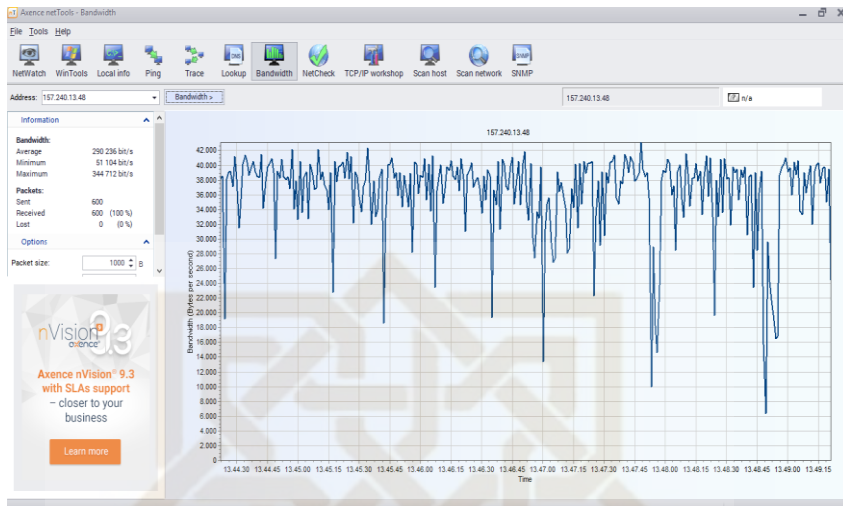 Axence netTools - Bandwidth
File Tools Help
NetWatch WinTools Local info Ping Trace Lookup Bandwidth NetCheck TCP/IP workshop Scan host Scan network SNMP
Address: 157.240.13.48 Bandwidth > 157.240.13.48 n/a
Information
Bandwidth:
Average 290 236 bit/s
Minimum 51 104 bit/s
Maximum 344 712 bit/s
Packets:
Sent 600
Received 600 (100 %)
Lost 0 (0 %)
Options
Packet size: 1000 B
nVision 9.3
axence
Axence nVision® 9.3
with SLAs support
– closer to your
business
Learn more
157.240.13.48
Bandwidth (Bytes per second)
42.000
40.000
38.000
36.000
34.000
32.000
30.000
28.000
26.000
24.000
22.000
20.000
18.000
16.000
14.000
12.000
10.000
8.000
6.000
4.000
2.000
0
13.44.30 13.44.45 13.45.00 13.45.15 13.45.30 13.45.45 13.46.00 13.46.15 13.46.30 13.46.45 13.47.00 13.47.15 13.47.30 13.47.45 13.48.00 13.48.15 13.48.30 13.48.45 13.49.00 13.49.15
Time